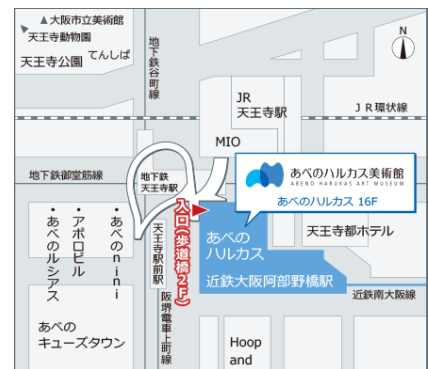 ▲大阪市立美術館
天王寺動物園
天王寺公園
てんしば
地下鉄谷町線
N
JR
天王寺駅
JR環状線
MIO
地下鉄御堂筋線
地下鉄
天王寺駅
あべのハルカス美術館
ABENO HARUKAS ART MUSEUM
あべのハルカス 16F
入口(歩道橋2F)
・あべのnini
・アポロビル
・あべのルシアス
天王寺駅前駅
あべの
ハルカス
天王寺都ホテル
近鉄大阪阿部野橋駅
近鉄南大阪線
阪堺電車上町線
あべの
キューズタウン
Hoop
and